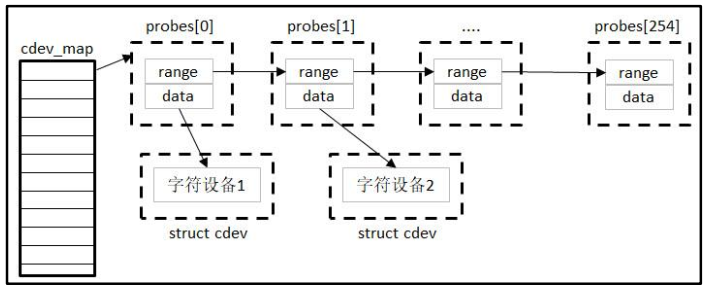 probes[0]
probes[1]
....
probes[254]
cdev_map
range
range
range
range
data
data
data
data
字符设备1
字符设备2
struct cdev
struct cdev